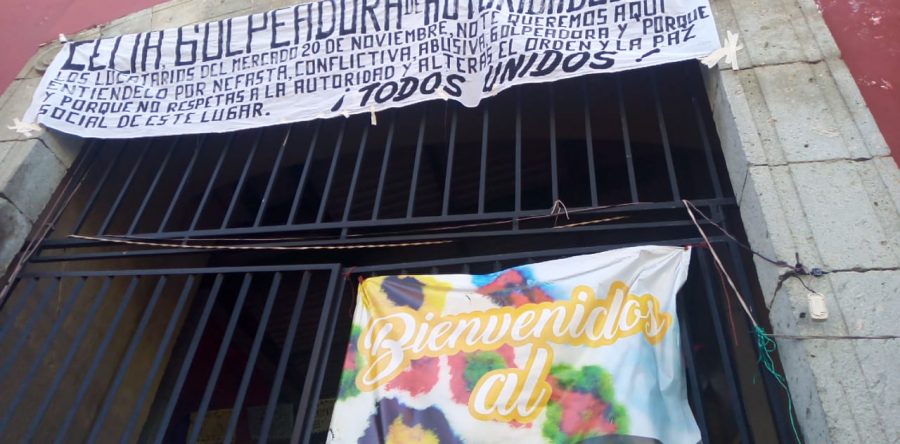 CELIA GOLPEADORA DE AUTORIDADES
LOS LOCATARIOS DEL MERCADO 20 DE NOVIEMBRE, NO TE QUEREMOS AQUÍ
ENTIENDELO POR NEFASTA, CONFLICTIVA, ABUSIVA, GOLPEADORA Y PORQUE
Y PORQUE NO RESPETAS A LA AUTORIDAD Y ALTERAS EL ORDEN Y LA PAZ
SOCIAL DE ESTE LUGAR. ¡TODOS UNIDOS!
Bienvenidos
al